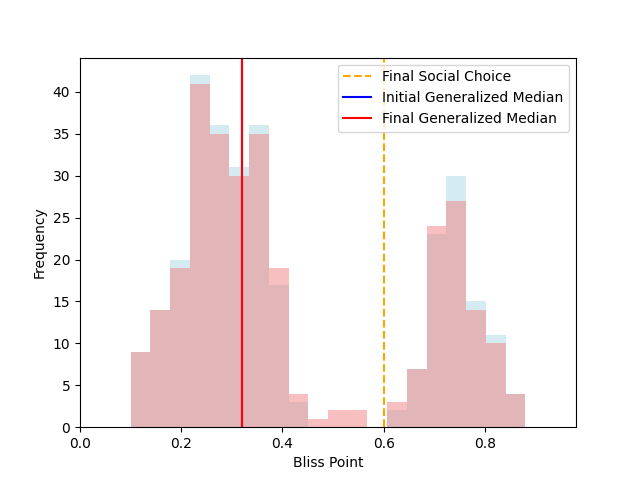 Final Social Choice
Initial Generalized Median
Final Generalized Median
Frequency
40
35
30
25
20
15
10
5
0
0.0 0.2 0.4 0.6 0.8
Bliss Point